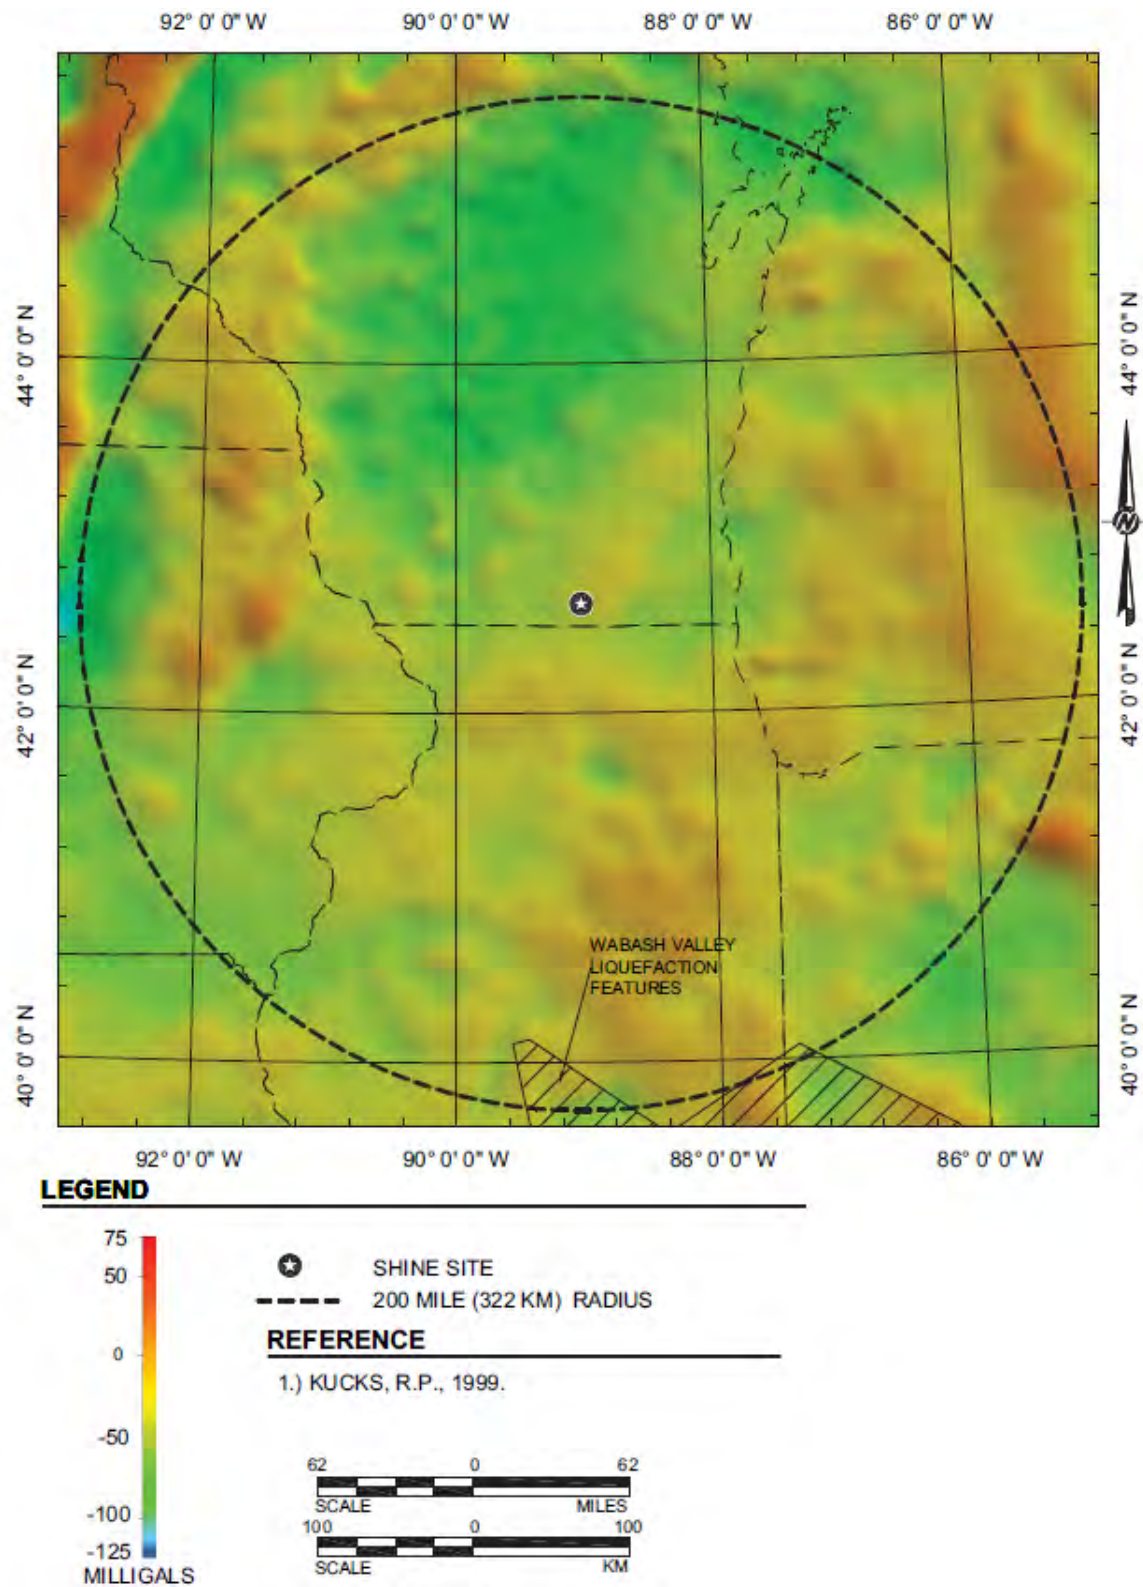 92° 0' 0" W 90° 0' 0" W 88° 0' 0" W 86° 0' 0" W
44° 0' 0" N
44° 0' 0" N
N
42° 0' 0" N
42° 0' 0" N
WABASH VALLEY
LIQUEFACTION
FEATURES
40° 0' 0" N
40° 0' 0" N
92° 0' 0" W 90° 0' 0" W 88° 0' 0" W 86° 0' 0" W
LEGEND
75
50
0
-50
-100
-125
MILLIGALS
SHINE SITE
200 MILE (322 KM) RADIUS
REFERENCE
1.) KUCKS, R.P., 1999.
62 0 62
SCALE MILES
100 0 100
SCALE KM